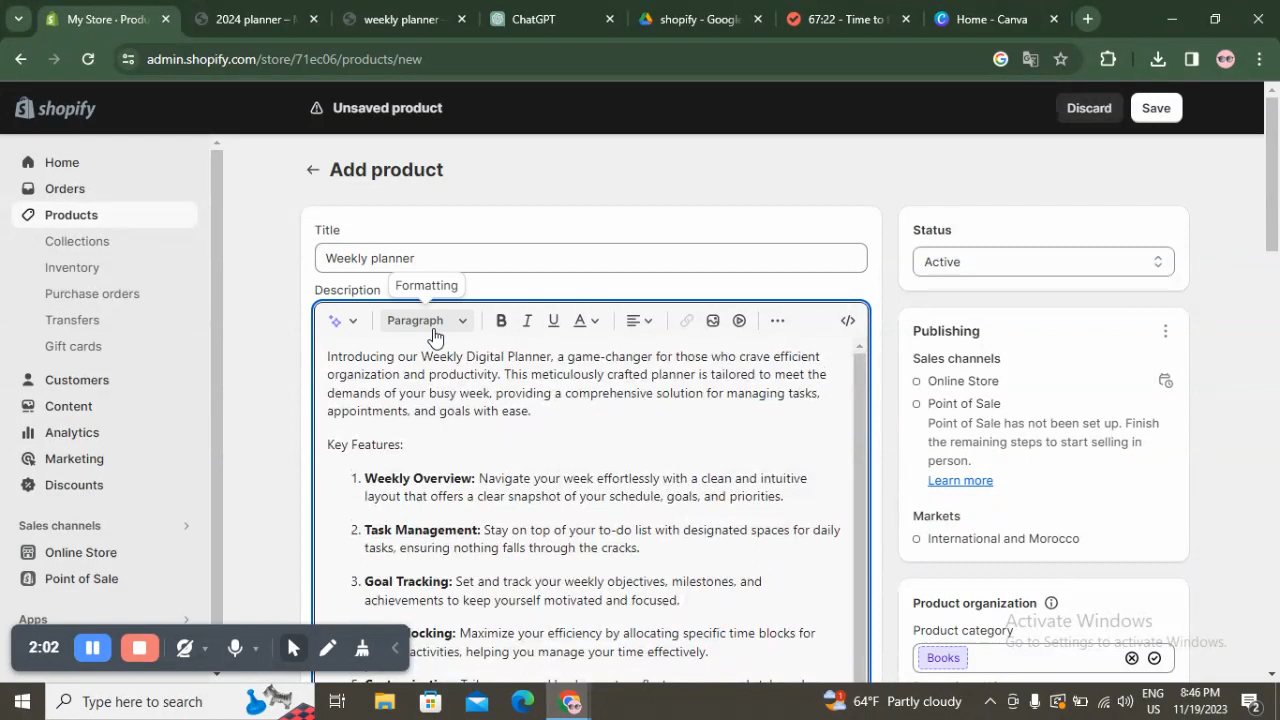 My Store · Produ
2024 planner –
weekly planner
ChatGPT
shopify - Google
67:22 - Time to
Home - Canva
admin.shopify.com/store/71ec06/products/new
shopify
Unsaved product
Discard
Save
Home
Orders
Products
Collections
Inventory
Purchase orders
Transfers
Gift cards
Customers
Content
Analytics
Marketing
Discounts
Sales channels
Online Store
Point of Sale
Apps
Add product
Title
Weekly planner
Description
Formatting
Paragraph
B I U A
Introducing our Weekly Digital Planner, a game-changer for those who crave efficient
organization and productivity. This meticulously crafted planner is tailored to meet the
demands of your busy week, providing a comprehensive solution for managing tasks,
appointments, and goals with ease.
Key Features:
1. Weekly Overview: Navigate your week effortlessly with a clean and intuitive
layout that offers a clear snapshot of your schedule, goals, and priorities.
2. Task Management: Stay on top of your to-do list with designated spaces for daily
tasks, ensuring nothing falls through the cracks.
3. Goal Tracking: Set and track your weekly objectives, milestones, and
achievements to keep yourself motivated and focused.
locking: Maximize your efficiency by allocating specific time blocks for
activities, helping you manage your time effectively.
Status
Active
Publishing
Sales channels
Online Store
Point of Sale
Point of Sale has not been set up. Finish
the remaining steps to start selling in
person.
Learn more
Markets
International and Morocco
Product organization
Product category
Books
Activate Windows
Go to Settings to activate Windows.
2:02
Type here to search
64°F Partly cloudy
ENG
US
8:46 PM
11/19/2023
2